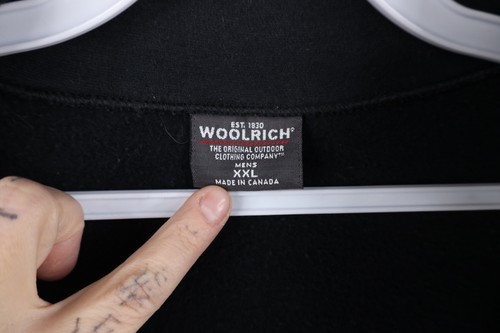 EST. 1830
WOOLRICH®
THE ORIGINAL OUTDOOR
CLOTHING COMPANY™
MENS
XXL
MADE IN CANADA